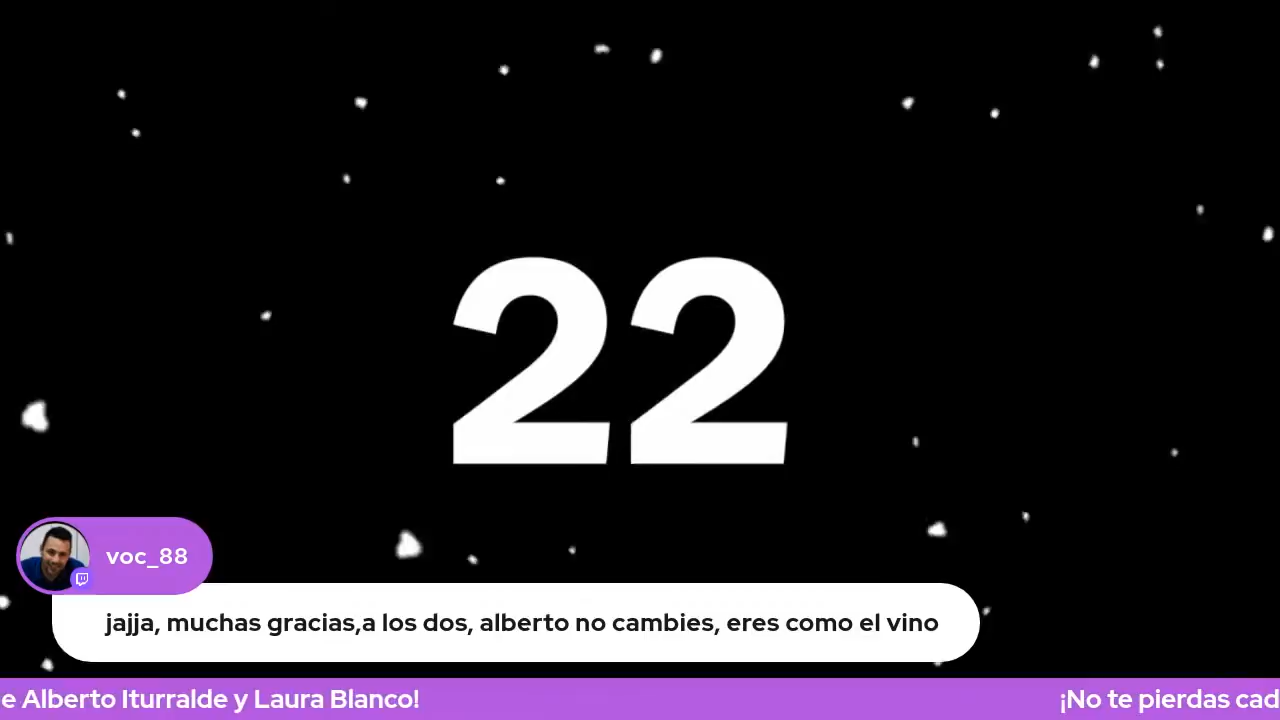 22
voc_88
jajja, muchas gracias,a los dos, alberto no cambies, eres como el vino
e Alberto Iturralde y Laura Blanco! ¡No te pierdas cad